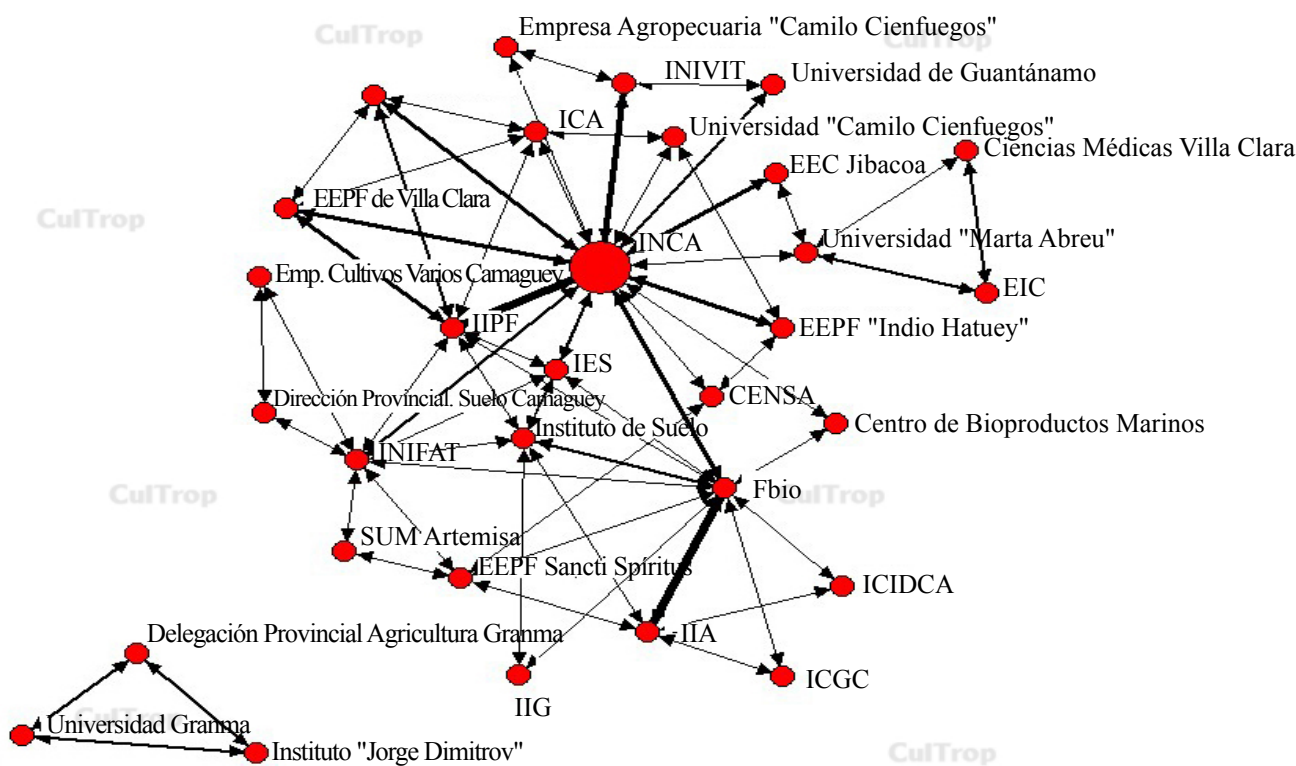 Empresa Agropecuaria "Camilo Cienfuegos"
CulTrop
CulTrop
INIVIT
Universidad de Guantánamo
ICA
Universidad "Camilo Cienfuegos"
Ciencias Médicas Villa Clara
EEC Jibacoa
EEPF de Villa Clara
CulTrop
INCA
Universidad "Marta Abreu"
Emp. Cultivos Varios Camaguey
EIC
IIPF
EEPF "Indio Hatuey"
IES
Dirección Provincial. Suelo Camaguey
CENSA
Instituto de Suelo
Centro de Bioproductos Marinos
INIFAT
Fbio
CulTrop
CulTrop
SUM Artemisa
EEPF Sancti Spíritus
ICIDCA
Delegación Provincial Agricultura Granma
IIA
ICGC
IIG
CulTrop
Universidad Granma
Instituto "Jorge Dimitrov"
CulTrop